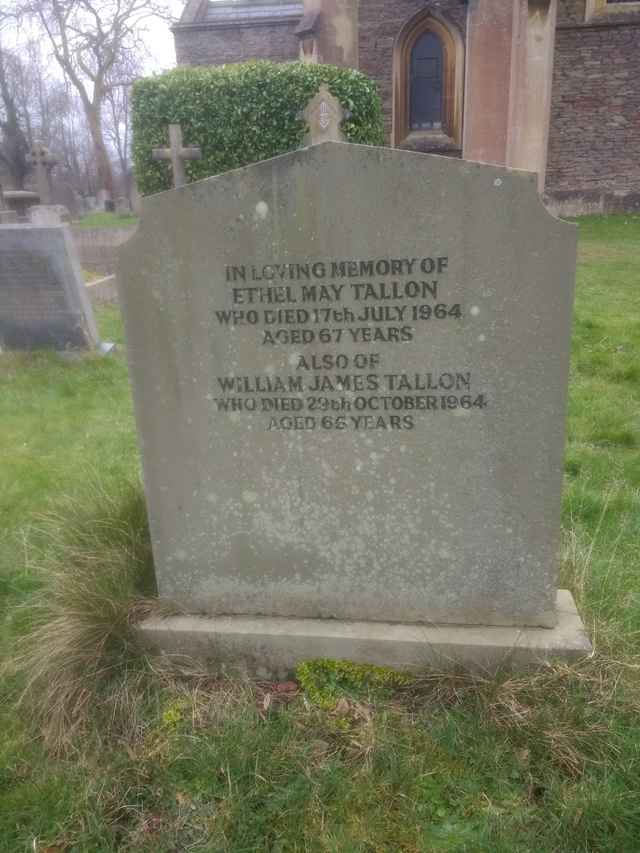 IN LOVING MEMORY OF
ETHEL MAY TALLON
WHO DIED 17th JULY 1964
AGED 67 YEARS
ALSO OF
WILLIAM JAMES TALLON
WHO DIED 29th OCTOBER 1964
AGED 66 YEARS